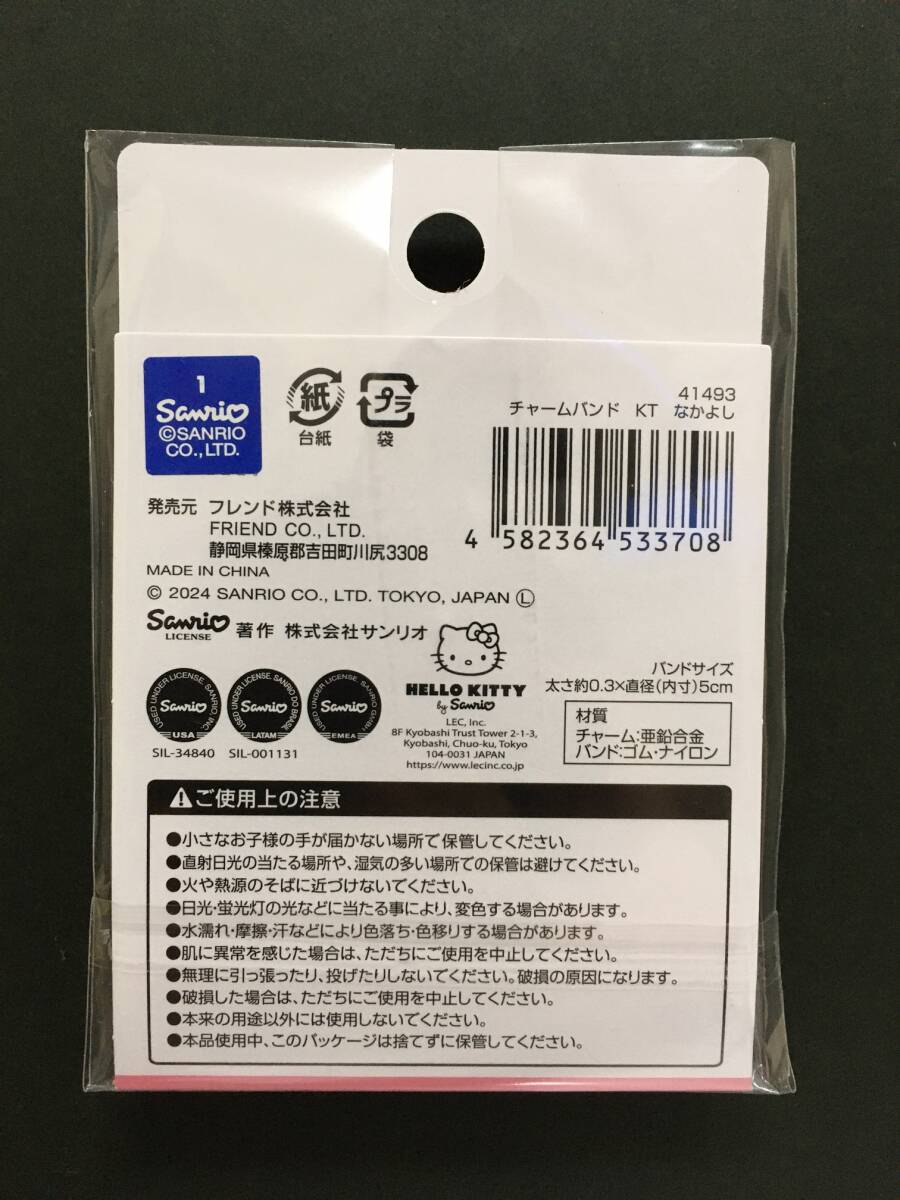 1
Sanrio
©SANRIO
CO.,LTD.
紙
台紙
プラ
袋
41493
チャームバンド KT なかよし
4 582364 533708
発売元 フレンド株式会社
FRIEND CO., LTD.
静岡県榛原郡吉田町川尻3308
MADE IN CHINA
© 2024 SANRIO CO., LTD. TOKYO, JAPAN Ⓛ
Sanrio
LICENSE
著作 株式会社サンリオ
USED UNDER LICENSE. SANRIO INC.
Sanrio
USA
SIL-34840
USED UNDER LICENSE. SANRIO DO BRASIL
Sanrio
LATAM
SIL-001131
USED UNDER LICENSE. SANRIO GMBH
Sanrio
EMEA
HELLO KITTY
by Sanrio
LEC, Inc.
8F Kyobashi Trust Tower 2-1-3,
Kyobashi, Chuo-ku, Tokyo
104-0031 JAPAN
https://www.lecinc.co.jp
バンドサイズ
太さ約0.3×直径(内寸)5cm
材質
チャーム:亜鉛合金
バンド:ゴム・ナイロン
⚠ご使用上の注意
●小さなお子様の手が届かない場所で保管してください。
●直射日光の当たる場所や、湿気の多い場所での保管は避けてください。
●火や熱源のそばに近づけないでください。
●日光・蛍光灯の光などに当たる事により、変色する場合があります。
●水濡れ・摩擦・汗などにより色落ち・色移りする場合があります。
●肌に異常を感じた場合は、ただちにご使用を中止してください。
●無理に引っ張ったり、投げたりしないでください。破損の原因になります。
●破損した場合は、ただちにご使用を中止してください。
●本来の用途以外には使用しないでください。
●本品使用中、このパッケージは捨てずに保管してください。